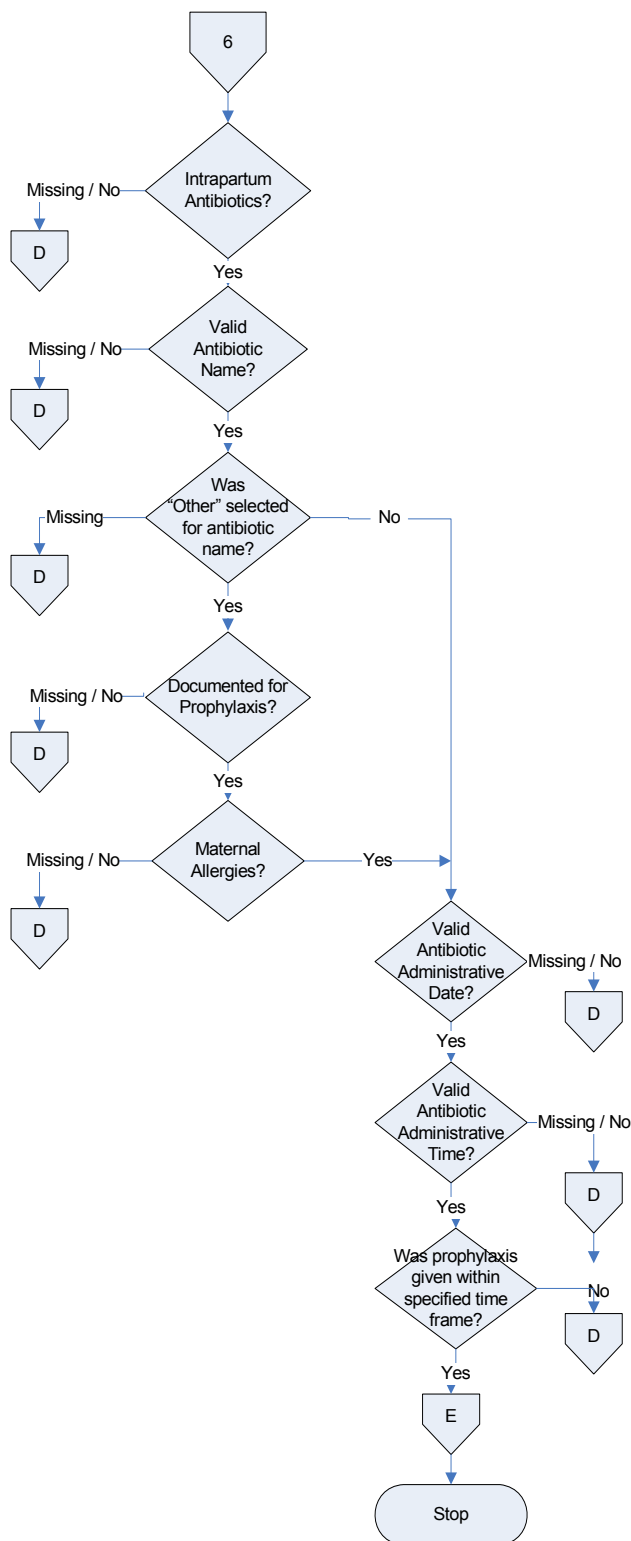 6
Intrapartum
Antibiotics?
Missing / No
D
Yes
Valid
Antibiotic
Name?
Missing / No
D
Yes
Was
“Other” selected
for antibiotic
name?
Missing
No
D
Yes
Documented for
Prophylaxis?
Missing / No
D
Yes
Maternal
Allergies?
Missing / No
Yes
D
Valid
Antibiotic
Administrative
Date?
Missing / No
D
Yes
Valid
Antibiotic
Administrative
Time?
Missing / No
D
Yes
Was prophylaxis
given within
specified time
frame?
No
D
Yes
E
Stop